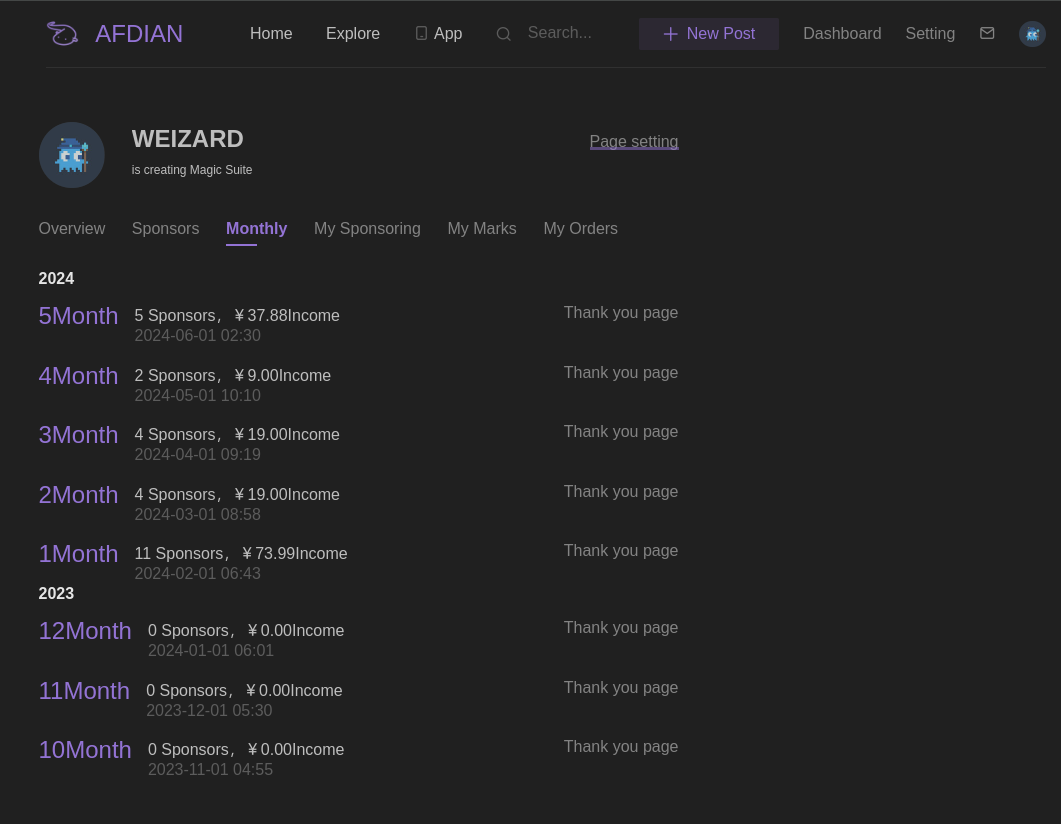 AFDIAN Home Explore App Search... New Post Dashboard Setting
WEIZARD
Page setting
is creating Magic Suite
Overview Sponsors Monthly My Sponsoring My Marks My Orders
2024
5Month 5 Sponsors，￥37.88Income Thank you page
2024-06-01 02:30
4Month 2 Sponsors，￥9.00Income Thank you page
2024-05-01 10:10
3Month 4 Sponsors，￥19.00Income Thank you page
2024-04-01 09:19
2Month 4 Sponsors，￥19.00Income Thank you page
2024-03-01 08:58
1Month 11 Sponsors，￥73.99Income Thank you page
2024-02-01 06:43
2023
12Month 0 Sponsors，￥0.00Income Thank you page
2024-01-01 06:01
11Month 0 Sponsors，￥0.00Income Thank you page
2023-12-01 05:30
10Month 0 Sponsors，￥0.00Income Thank you page
2023-11-01 04:55